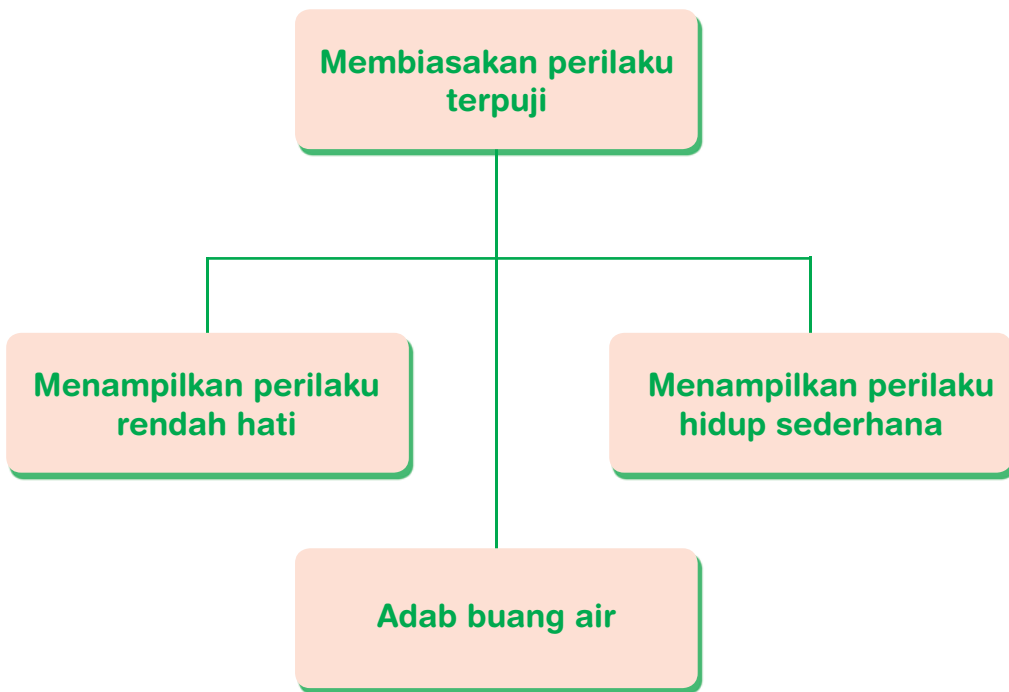 Membiasakan perilaku
terpuji
Menampilkan perilaku
rendah hati
Menampilkan perilaku
hidup sederhana
Adab buang air